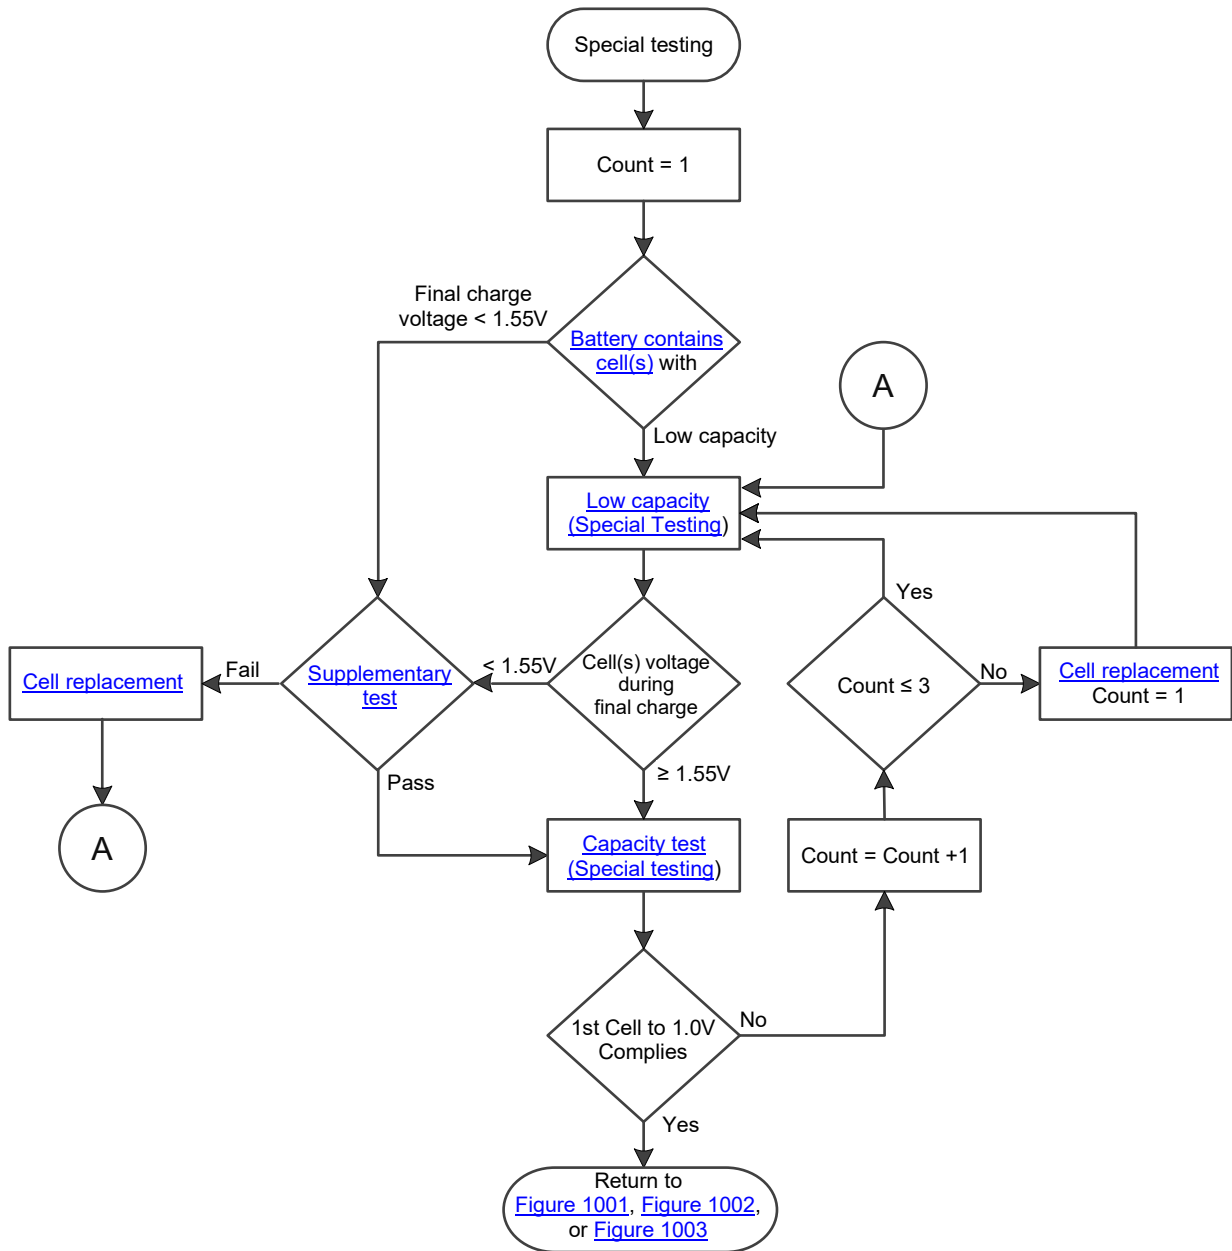 Special testing
Count = 1
Final charge
voltage < 1.55V
Battery contains
cell(s) with
A
Low capacity
Low capacity
(Special Testing)
Yes
Cell replacement
Fail
Supplementary
test
< 1.55V
Cell(s) voltage
during
final charge
Count ≤ 3
No
Cell replacement
Count = 1
Pass
≥ 1.55V
A
Capacity test
(Special testing)
Count = Count +1
1st Cell to 1.0V
Complies
No
Yes
Return to
Figure 1001, Figure 1002,
or Figure 1003